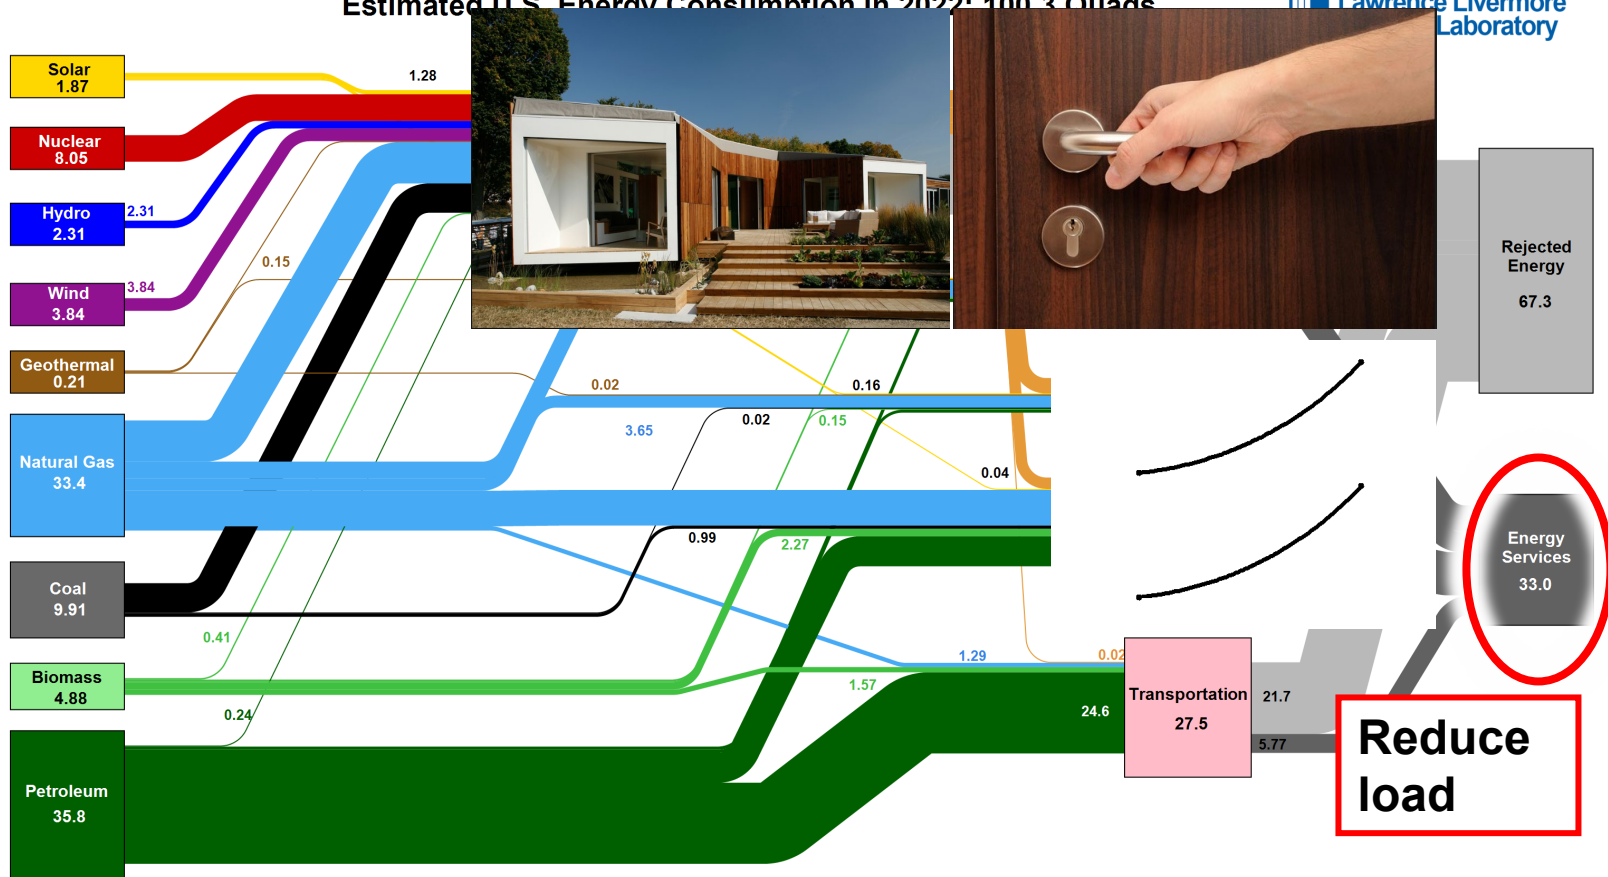 Estimated U.S. Energy Consumption in 2022: 100.3 Quads
Lawrence Livermore
Laboratory
Solar
1.87
1.28
Nuclear
8.05
Hydro
2.31
2.31
Wind
3.84
3.84
0.15
Geothermal
0.21
0.02
0.16
Natural Gas
33.4
3.65
0.02
0.15
0.04
Coal
9.91
0.99
2.27
0.41
Biomass
4.88
1.29
0.02
1.57
0.24
Petroleum
35.8
24.6
Transportation
27.5
21.7
5.77
Rejected
Energy
67.3
Energy
Services
33.0
Reduce
load